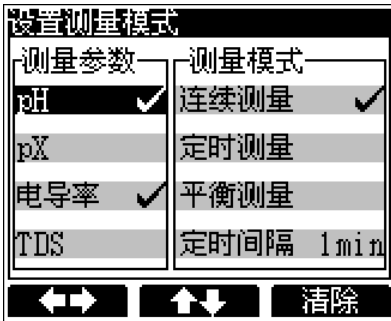 设置测量模式
测量参数
pH
pX
电导率
TDS
测量模式
连续测量
定时测量
平衡测量
定时间隔 1min
清除